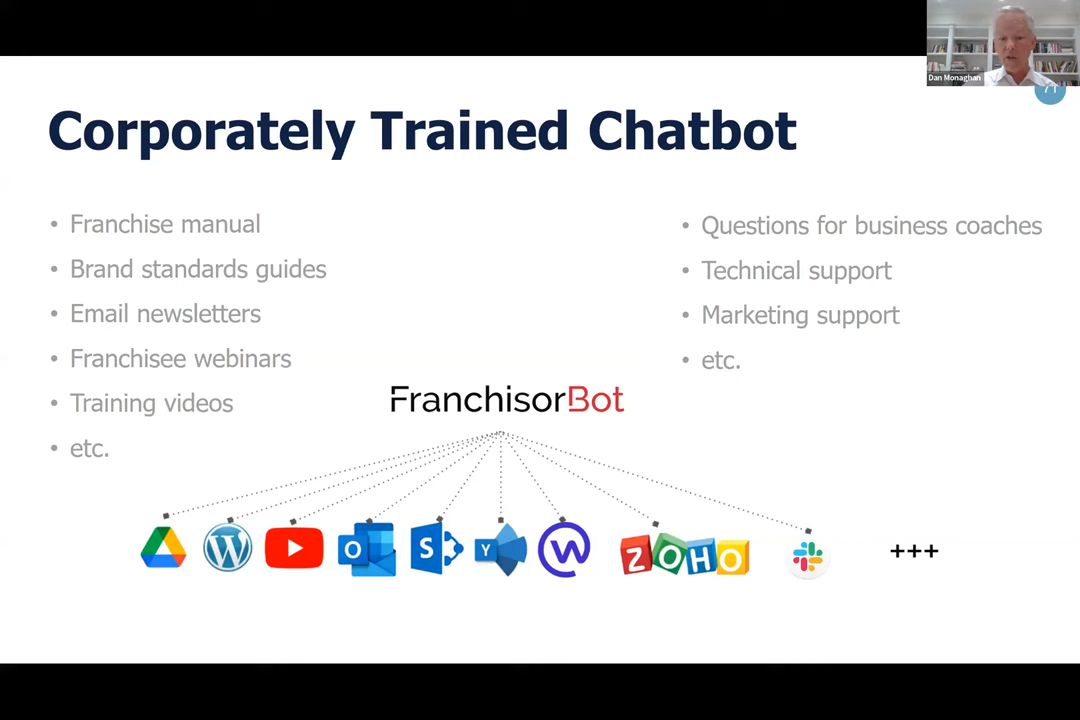 Dan Monaghan
71
Corporately Trained Chatbot
• Franchise manual
• Brand standards guides
• Email newsletters
• Franchisee webinars
• Training videos
• etc.
• Questions for business coaches
• Technical support
• Marketing support
• etc.
FranchisorBot
W
O
S
Y
W
ZOHO
+++